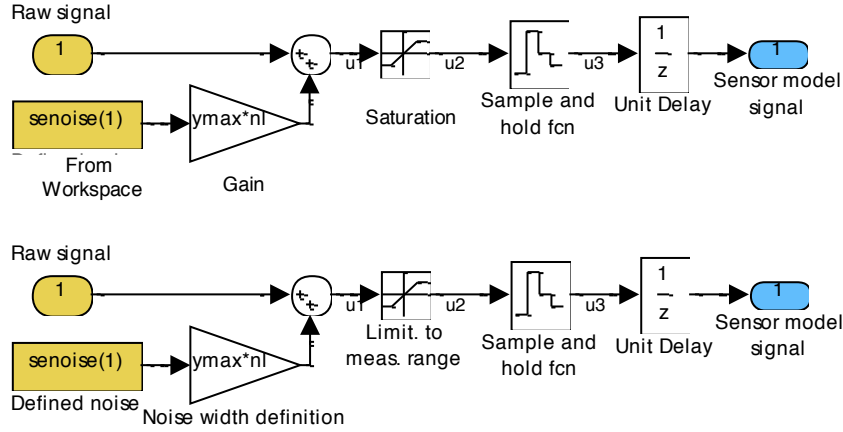 Raw signal
1
u1
u2
u3
1
z
1
Saturation
Sample and
hold fcn
Unit Delay
Sensor model
signal
senoise(1)
ymax*nl
From
Workspace
Gain
Raw signal
1
u1
u2
u3
1
z
1
Limit. to
meas. range
Sample and
hold fcn
Unit Delay
Sensor model
signal
senoise(1)
ymax*nl
Defined noise
Noise width definition